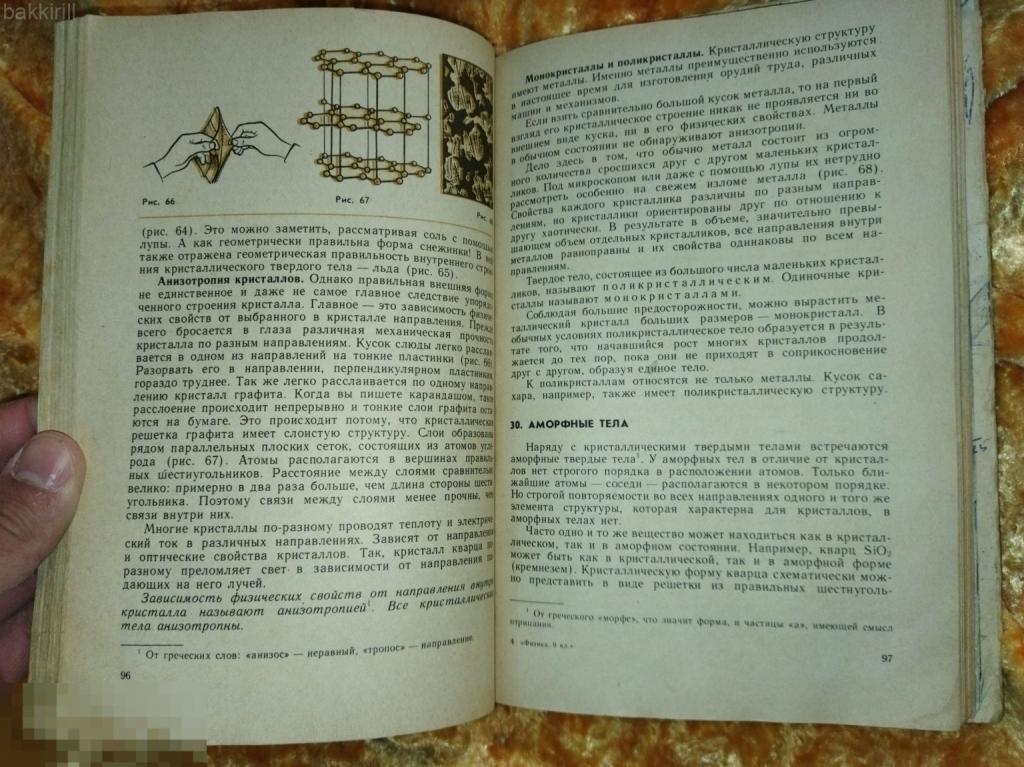 bakkirill
Рис. 66
Рис. 67
Рис.
(рис. 64). Это можно заметить, рассматривая соль с помощью
лупы. А как геометрически правильна форма снежинки! В
также отражена геометрическая правильность внутреннего строе-
ния кристаллического твердого тела — льда (рис. 65).
Анизотропия кристаллов. Однако правильная внешняя форма
не единственное и даже не самое главное следствие упорядо-
ченного строения кристалла. Главное — это зависимость физиче-
ских свойств от выбранного в кристалле направления. Прежде
всего бросается в глаза различная механическая прочность
кристалла по разным направлениям. Кусок слюды легко расслаи-
вается в одном из направлений на тонкие пластинки (рис. 66).
Разорвать его в направлении, перпендикулярном пластинкам,
гораздо труднее. Так же легко расслаивается по одному направ-
лению кристалл графита. Когда вы пишете карандашом, такое
расслоение происходит непрерывно и тонкие слои графита оста-
ются на бумаге. Это происходит потому, что кристаллическая
решетка графита имеет слоистую структуру. Слои образованы
рядом параллельных плоских сеток, состоящих из атомов угле-
рода (рис. 67). Атомы располагаются в вершинах правиль-
ных шестиугольников. Расстояние между слоями сравнительно
велико: примерно в два раза больше, чем длина стороны шести-
угольника. Поэтому связи между слоями менее прочны, чем
связи внутри них.
Многие кристаллы по-разному проводят теплоту и электриче-
ский ток в различных направлениях. Зависят от направления
и оптические свойства кристаллов. Так, кристалл кварца по-
разному преломляет свет в зависимости от направления па-
дающих на него лучей.
Зависимость физических свойств от направления внутри
кристалла называют анизотропией¹. Все кристаллические
тела анизотропны.
¹ От греческих слов: «анизос» — неравный, «тропос» — направление.
96
Монокристаллы и поликристаллы. Кристаллическую структуру
имеют металлы. Именно металлы преимущественно используются
в настоящее время для изготовления орудий труда, различных
машин и механизмов.
Если взять сравнительно большой кусок металла, то на первый
взгляд его кристаллическое строение никак не проявляется ни во
внешнем виде куска, ни в его физических свойствах. Металлы
в обычном состоянии не обнаруживают анизотропии.
Дело здесь в том, что обычно металл состоит из огром-
ного количества сросшихся друг с другом маленьких кристал-
ликов. Под микроскопом или даже с помощью лупы их нетрудно
рассмотреть, особенно на свежем изломе металла (рис. 68).
Свойства каждого кристаллика различны по разным направ-
лениям, но кристаллики ориентированы друг по отношению к
другу хаотически. В результате в объеме, значительно превы-
шающем объем отдельных кристалликов, все направления внутри
металлов равноправны и их свойства одинаковы по всем на-
правлениям.
Твердое тело, состоящее из большого числа маленьких кристал-
ликов, называют поликристаллическим. Одиночные кри-
сталлы называют монокристаллами.
Соблюдая большие предосторожности, можно вырастить ме-
таллический кристалл больших размеров — монокристалл. В
обычных условиях поликристаллическое тело образуется в резуль-
тате того, что начавшийся рост многих кристаллов продол-
жается до тех пор, пока они не приходят в соприкосновение
друг с другом, образуя единое тело.
К поликристаллам относятся не только металлы. Кусок са-
хара, например, также имеет поликристаллическую структуру.
30. АМОРФНЫЕ ТЕЛА
Наряду с кристаллическими твердыми телами встречаются
аморфные твердые тела¹. У аморфных тел в отличие от кристал-
лов нет строгого порядка в расположении атомов. Только бли-
жайшие атомы — соседи — располагаются в некотором порядке.
Но строгой повторяемости во всех направлениях одного и того же
элемента структуры, которая характерна для кристаллов, в
аморфных телах нет.
Часто одно и то же вещество может находиться как в кристал-
лическом, так и в аморфном состоянии. Например, кварц SiO₂
может быть как в кристаллической, так и в аморфной форме
(кремнезем). Кристаллическую форму кварца схематически мож-
но представить в виде решетки из правильных шестиуголь-
¹ От греческого «морфе», что значит форма, и частицы «а», имеющей смысл
отрицания.
4 «Физика, 9 кл.»
97